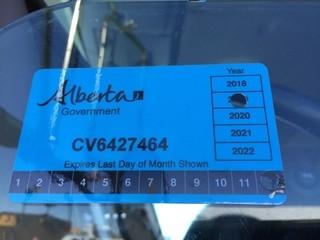 Year
2018
Alberta
Government
2020
2021
CV6427464
2022
Expires Last Day of Month Shown
1 2 3 4 5 6 7 8 9 10 11